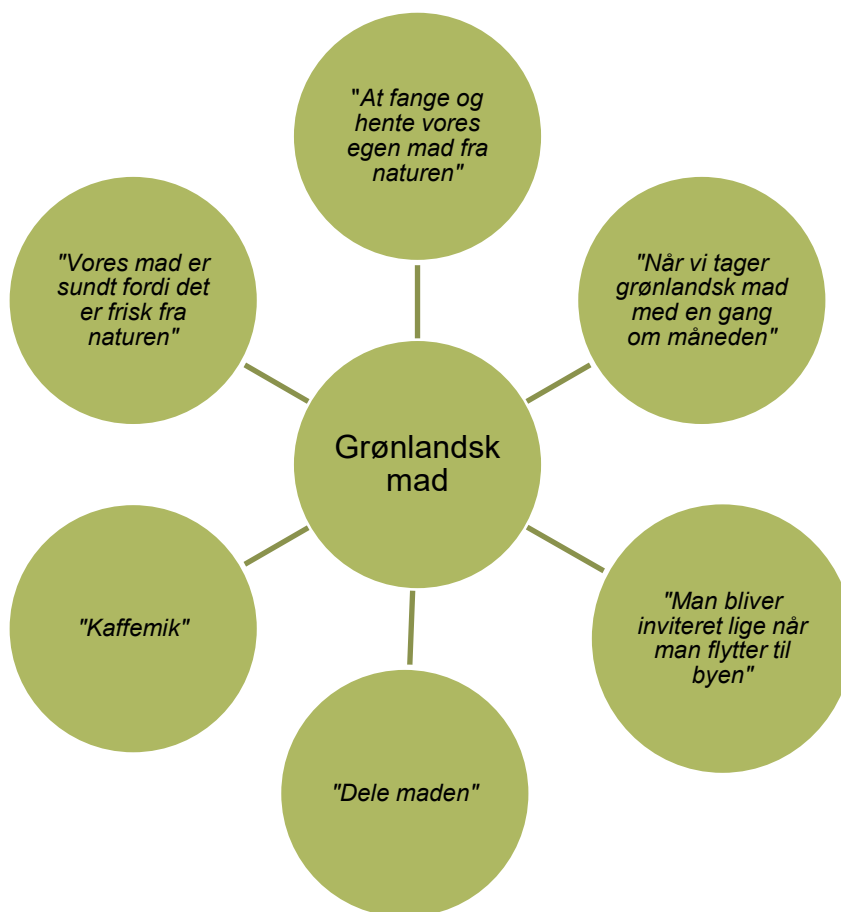 "At fange og
hente vores
egen mad fra
naturen"
"Når vi tager
grønlandsk mad
med en gang
om måneden"
"Man bliver
inviteret lige når
man flytter til
byen"
"Dele maden"
"Kaffemik"
"Vores mad er
sundt fordi det
er frisk fra
naturen"
Grønlandsk
mad